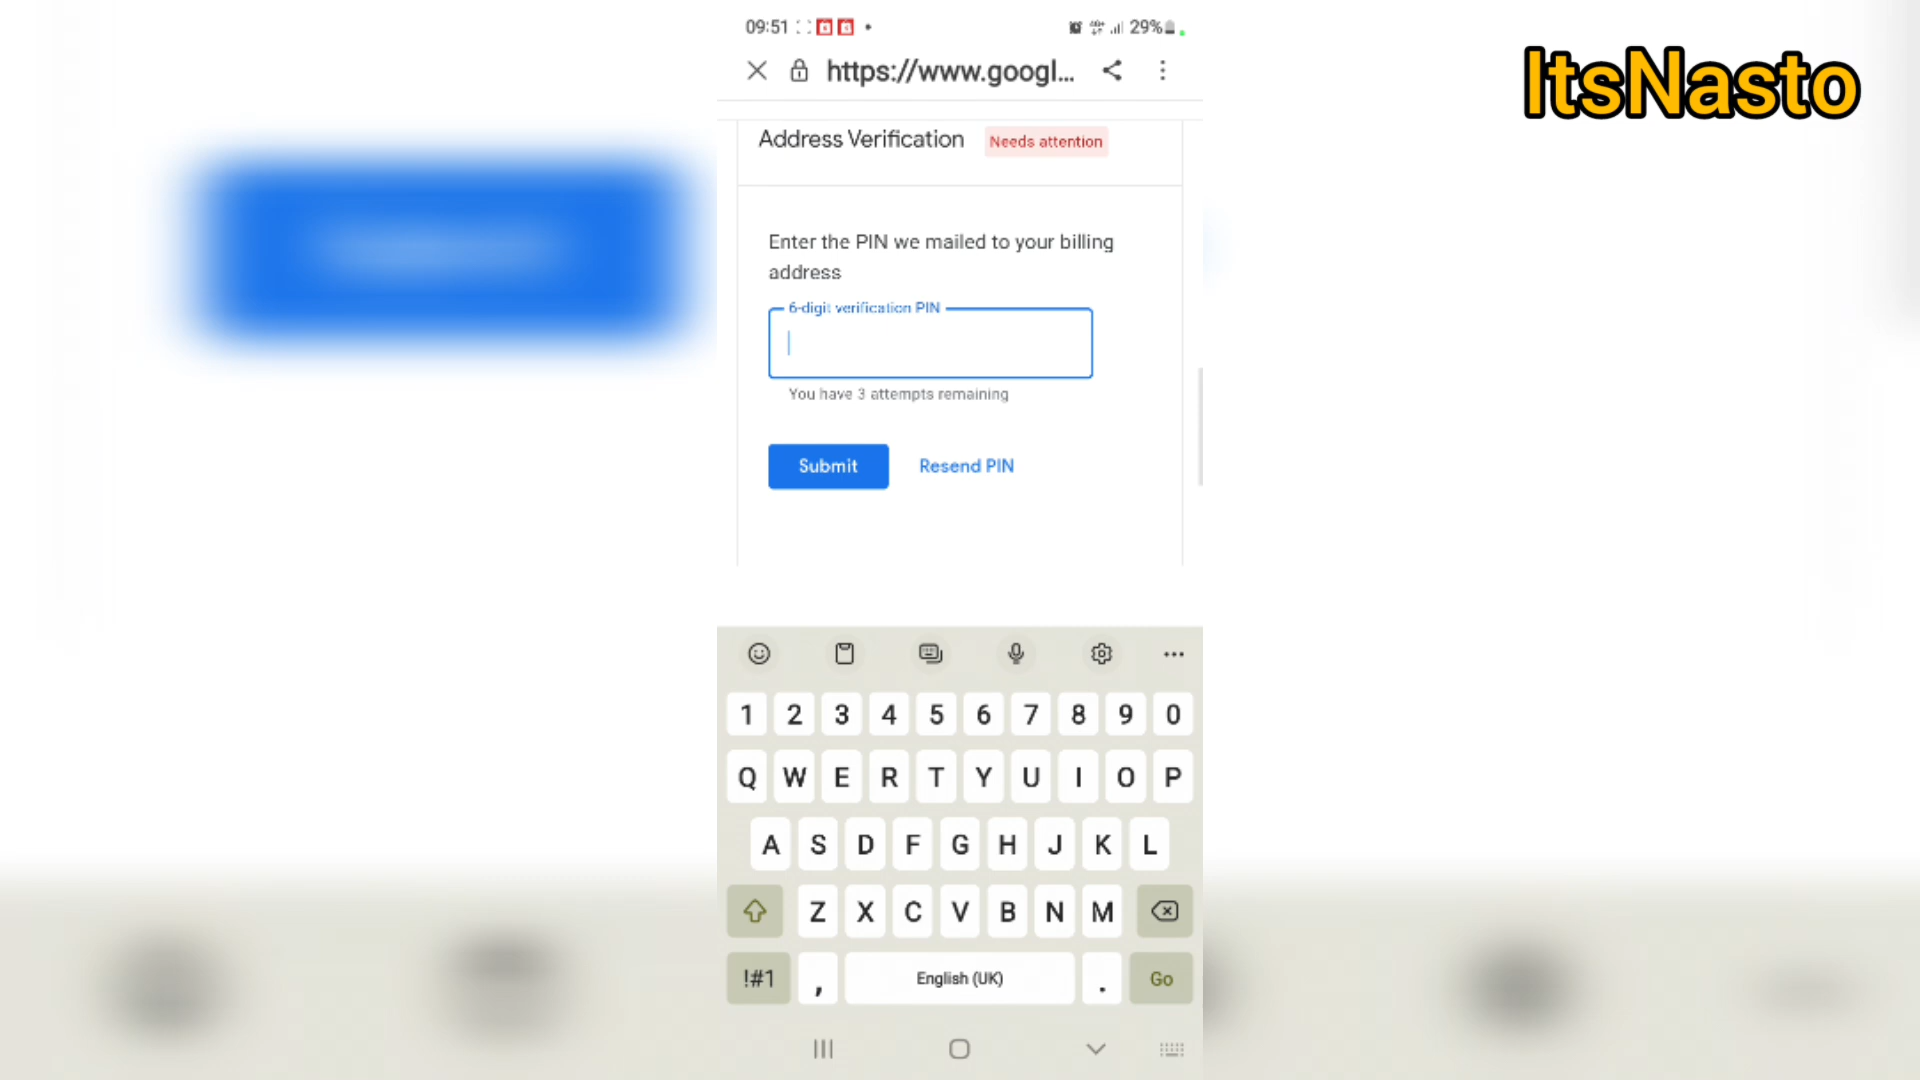 09:51
29%
https://www.googl...
ItsNasto
Address Verification
Needs attention
Enter the PIN we mailed to your billing
address
6-digit verification PIN
You have 3 attempts remaining
Submit
Resend PIN
1 2 3 4 5 6 7 8 9 0
Q W E R T Y U I O P
A S D F G H J K L
Z X C V B N M
!#1 , English (UK) . Go